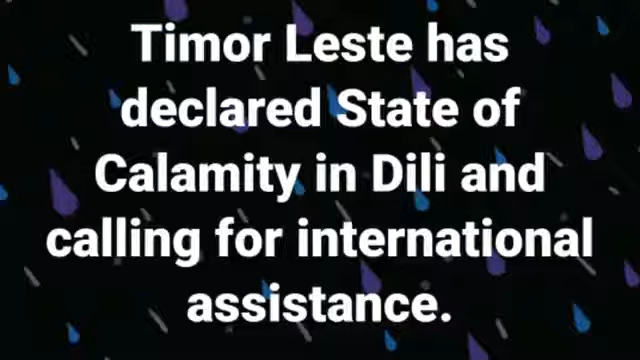 Timor Leste has
declared State of
Calamity in Dili and
calling for international
assistance.